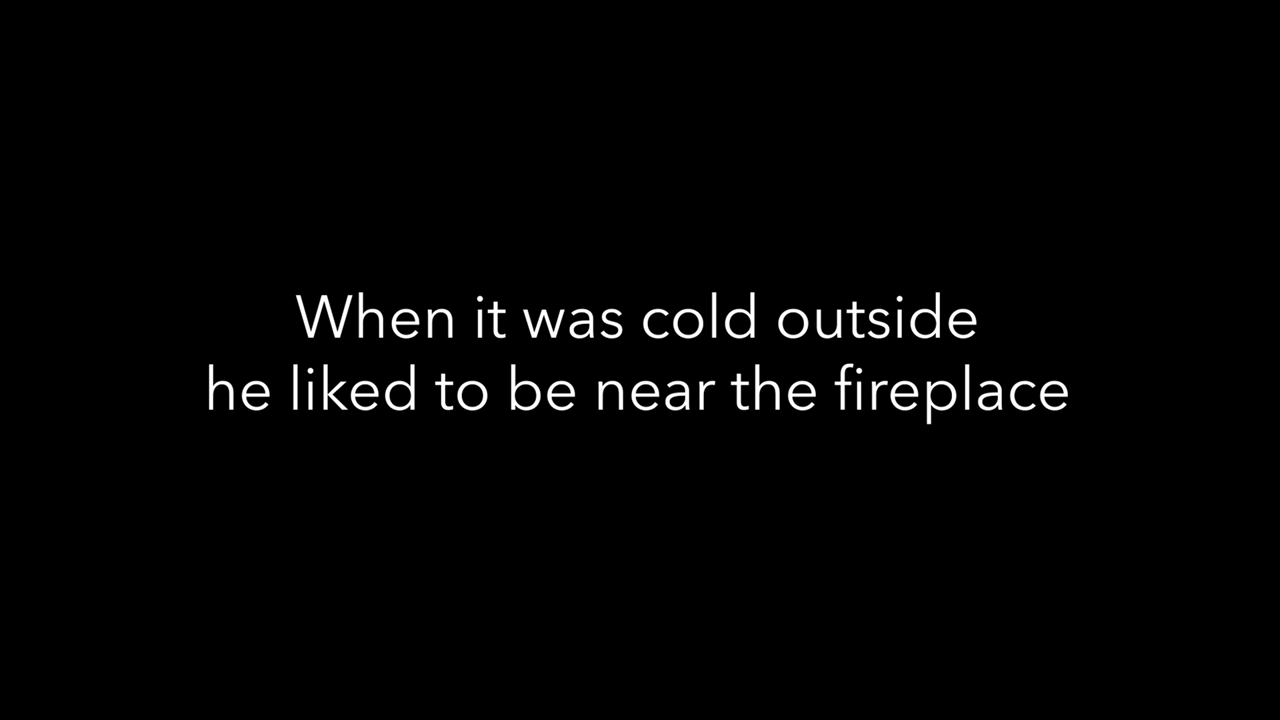 When it was cold outside
he liked to be near the fireplace